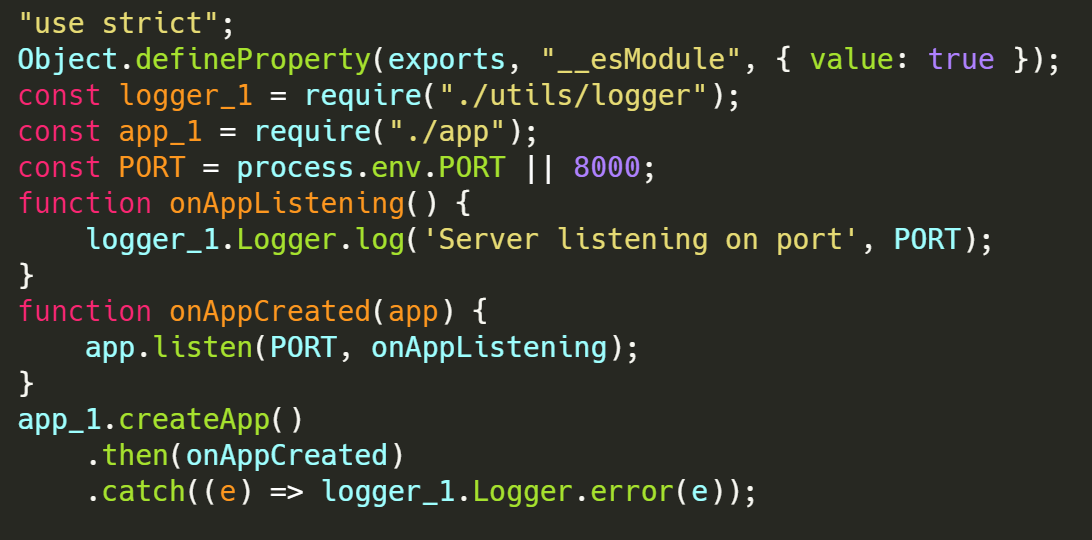 "use strict";
Object.defineProperty(exports, "__esModule", { value: true });
const logger_1 = require("./utils/logger");
const app_1 = require("./app");
const PORT = process.env.PORT || 8000;
function onAppListening() {
    logger_1.Logger.log('Server listening on port', PORT);
}
function onAppCreated(app) {
    app.listen(PORT, onAppListening);
}
app_1.createApp()
    .then(onAppCreated)
    .catch((e) => logger_1.Logger.error(e));